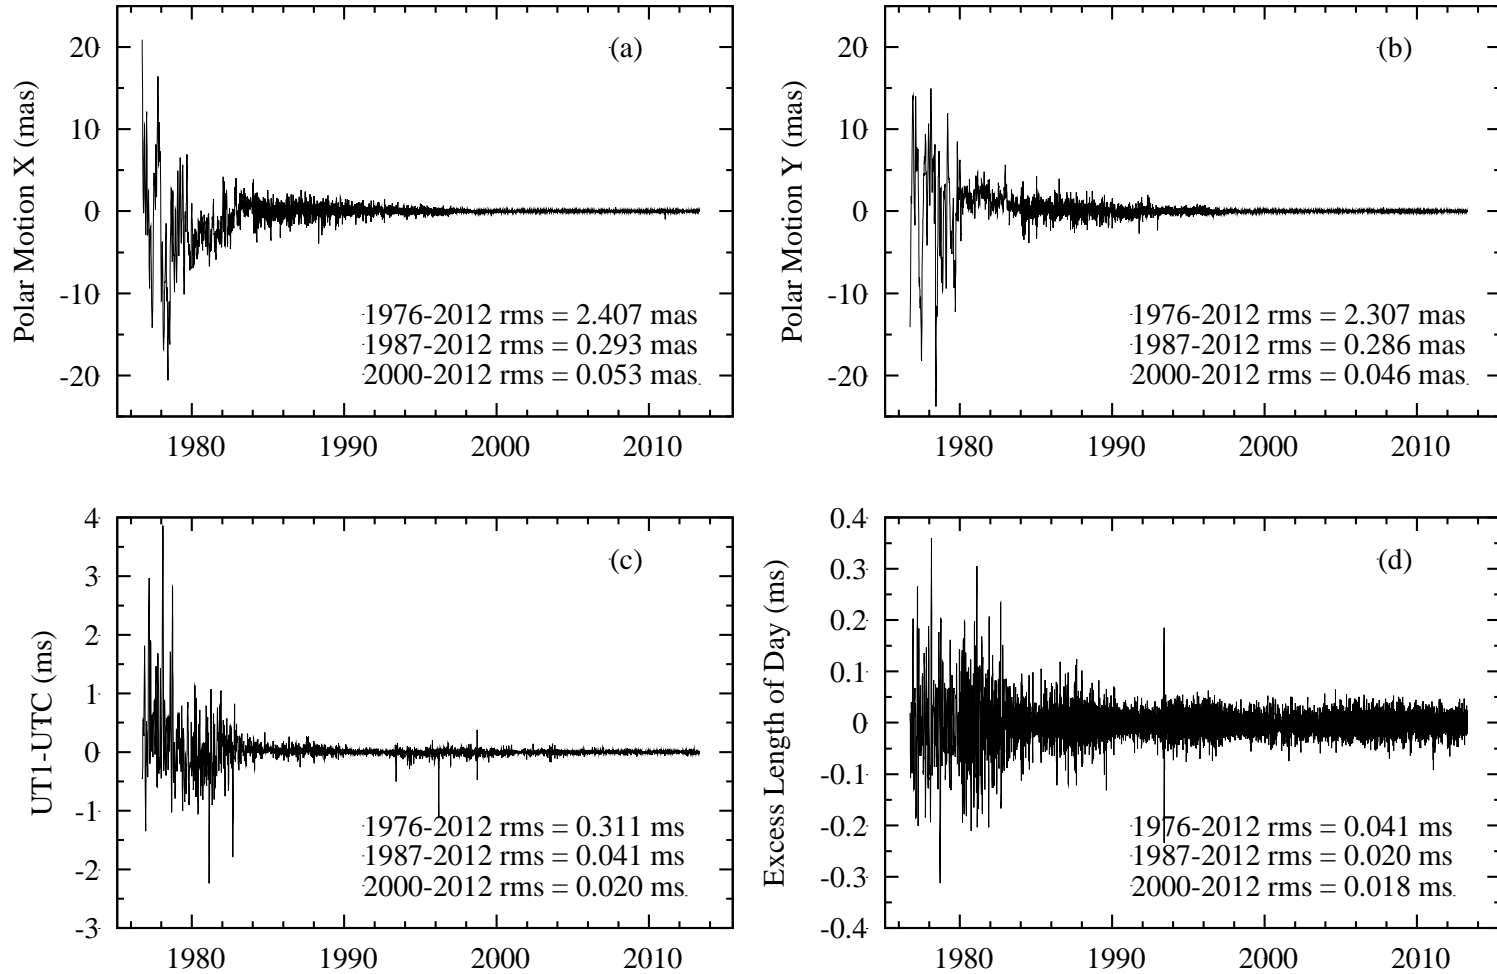 (a)
20
10
0
-10
-20
Polar Motion X (mas)
1976-2012 rms = 2.407 mas
1987-2012 rms = 0.293 mas
2000-2012 rms = 0.053 mas
1980 1990 2000 2010
(b)
20
10
0
-10
-20
Polar Motion Y (mas)
1976-2012 rms = 2.307 mas
1987-2012 rms = 0.286 mas
2000-2012 rms = 0.046 mas
1980 1990 2000 2010
(c)
4
3
2
1
0
-1
-2
-3
UT1-UTC (ms)
1976-2012 rms = 0.311 ms
1987-2012 rms = 0.041 ms
2000-2012 rms = 0.020 ms
1980 1990 2000 2010
(d)
0.4
0.3
0.2
0.1
0
-0.1
-0.2
-0.3
-0.4
Excess Length of Day (ms)
1976-2012 rms = 0.041 ms
1987-2012 rms = 0.020 ms
2000-2012 rms = 0.018 ms
1980 1990 2000 2010